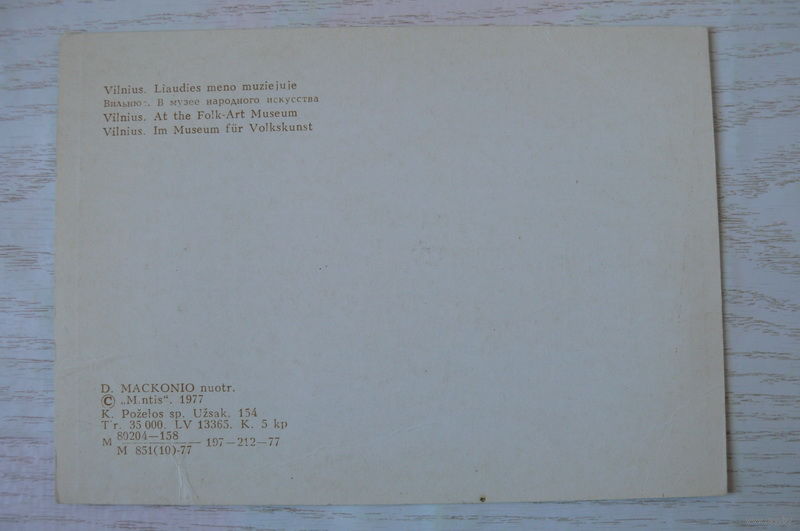 Vilnius. Liaudies meno muziejuje
Вильнюс. В музее народного искусства
Vilnius. At the Folk-Art Museum
Vilnius. Im Museum für Volkskunst
D. MACKONIO nuotr.
© „M.ntis“. 1977
K. Poželos sp. Užsak. 154
Tir. 35 000. LV 13365. K. 5 kp
M 89204—158
M 851(10)-77 197—212—77